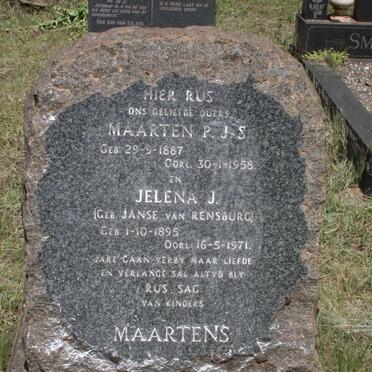 HIER RUS
ONS GELIEFDE OUERS
MAARTEN P. J. S.
GEB. 29-9-1887
OORL. 30-1-1958
EN
JELENA J.
(GEB. JANSE VAN RENSBURG)
GEB. 1-10-1895
OORL. 16-5-1971.
JARE GAAN VERBY MAAR LIEFDE
EN VERLANGE SAL ALTYD BLY
RUS SAG
VAN KINDERS
MAARTENS
SM